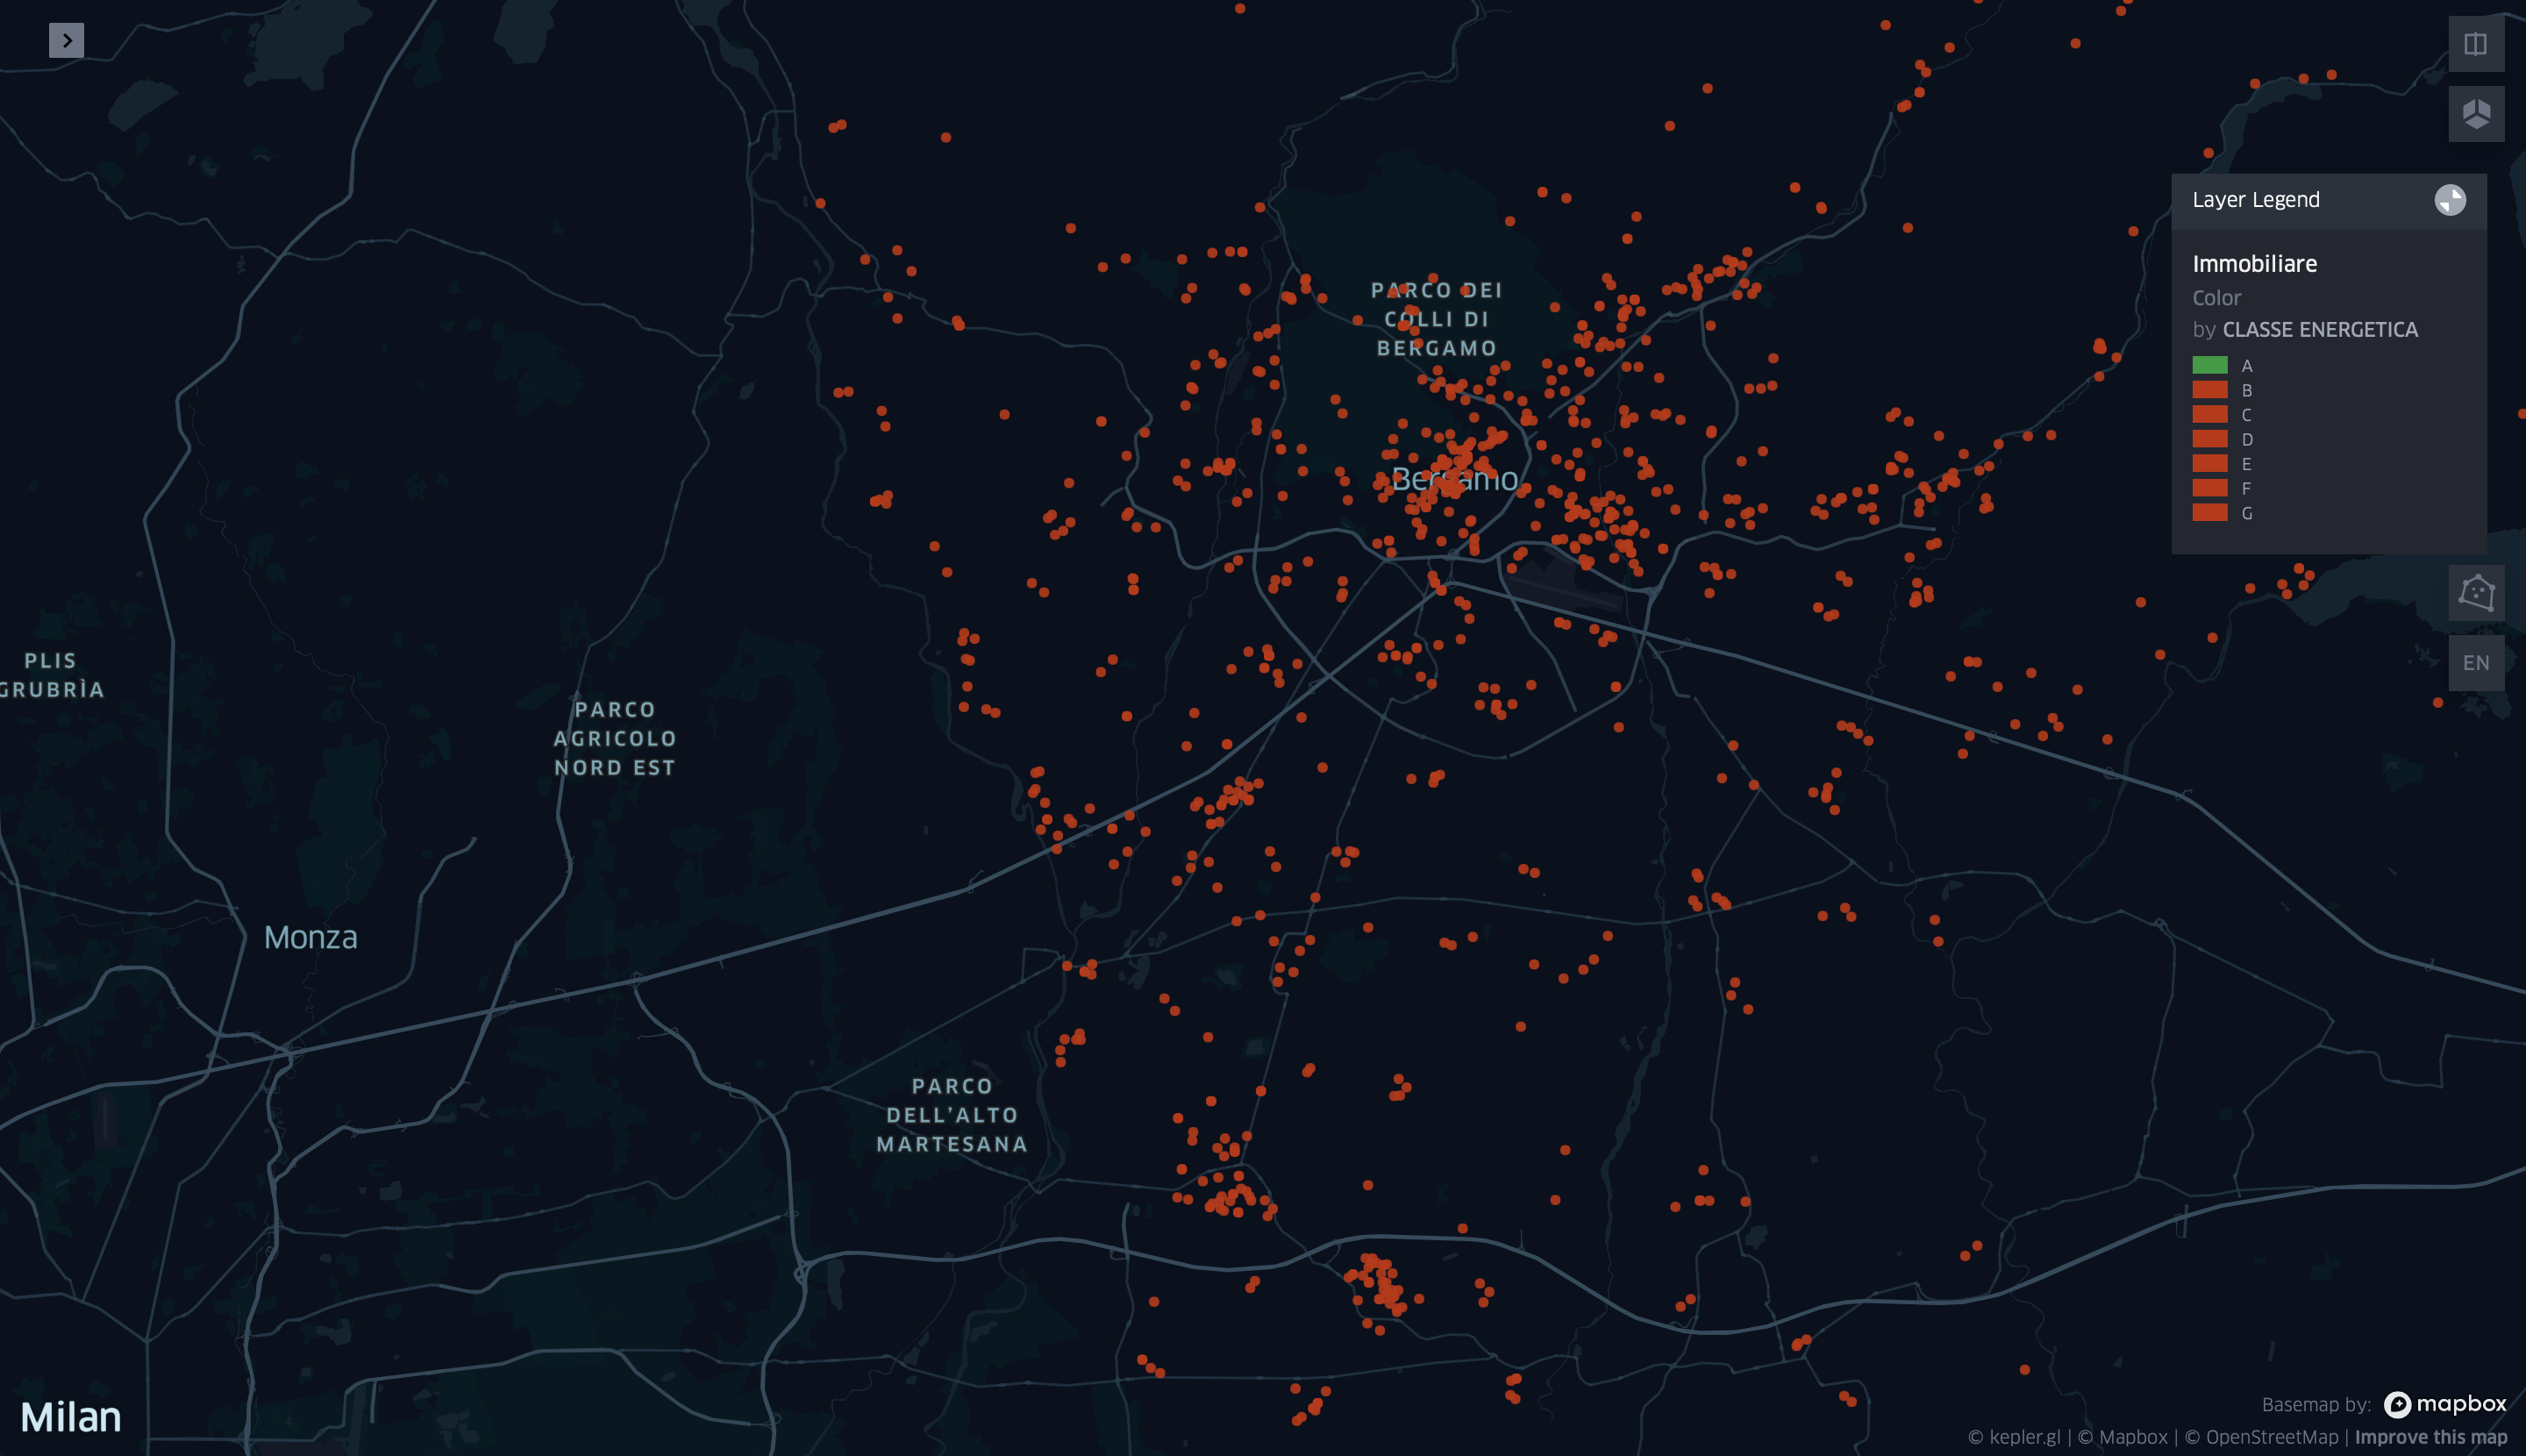 Layer Legend
Immobiliare
Color
by CLASSE ENERGETICA
A
B
C
D
E
F
G
EN
PARCO DEI
COLLI DI
BERGAMO
Bergamo
PLIS
GRUBRÌA
PARCO
AGRICOLO
NORD EST
Monza
PARCO
DELL'ALTO
MARTESANA
Milan
Basemap by: mapbox
© kepler.gl | © Mapbox | © OpenStreetMap | Improve this map